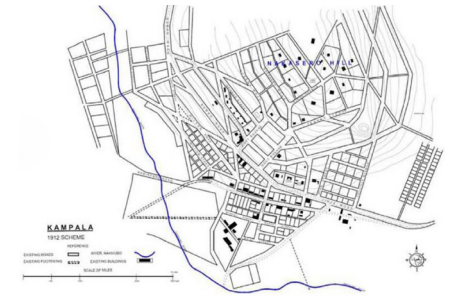 NAKASERO HILL
KAMPALA
1912 SCHEME
REFERENCE
EXISTING ROADS
RIVER NAKIVUBO
EXISTING FOOTPATHS
EXISTING BUILDINGS
SCALE OF MILES